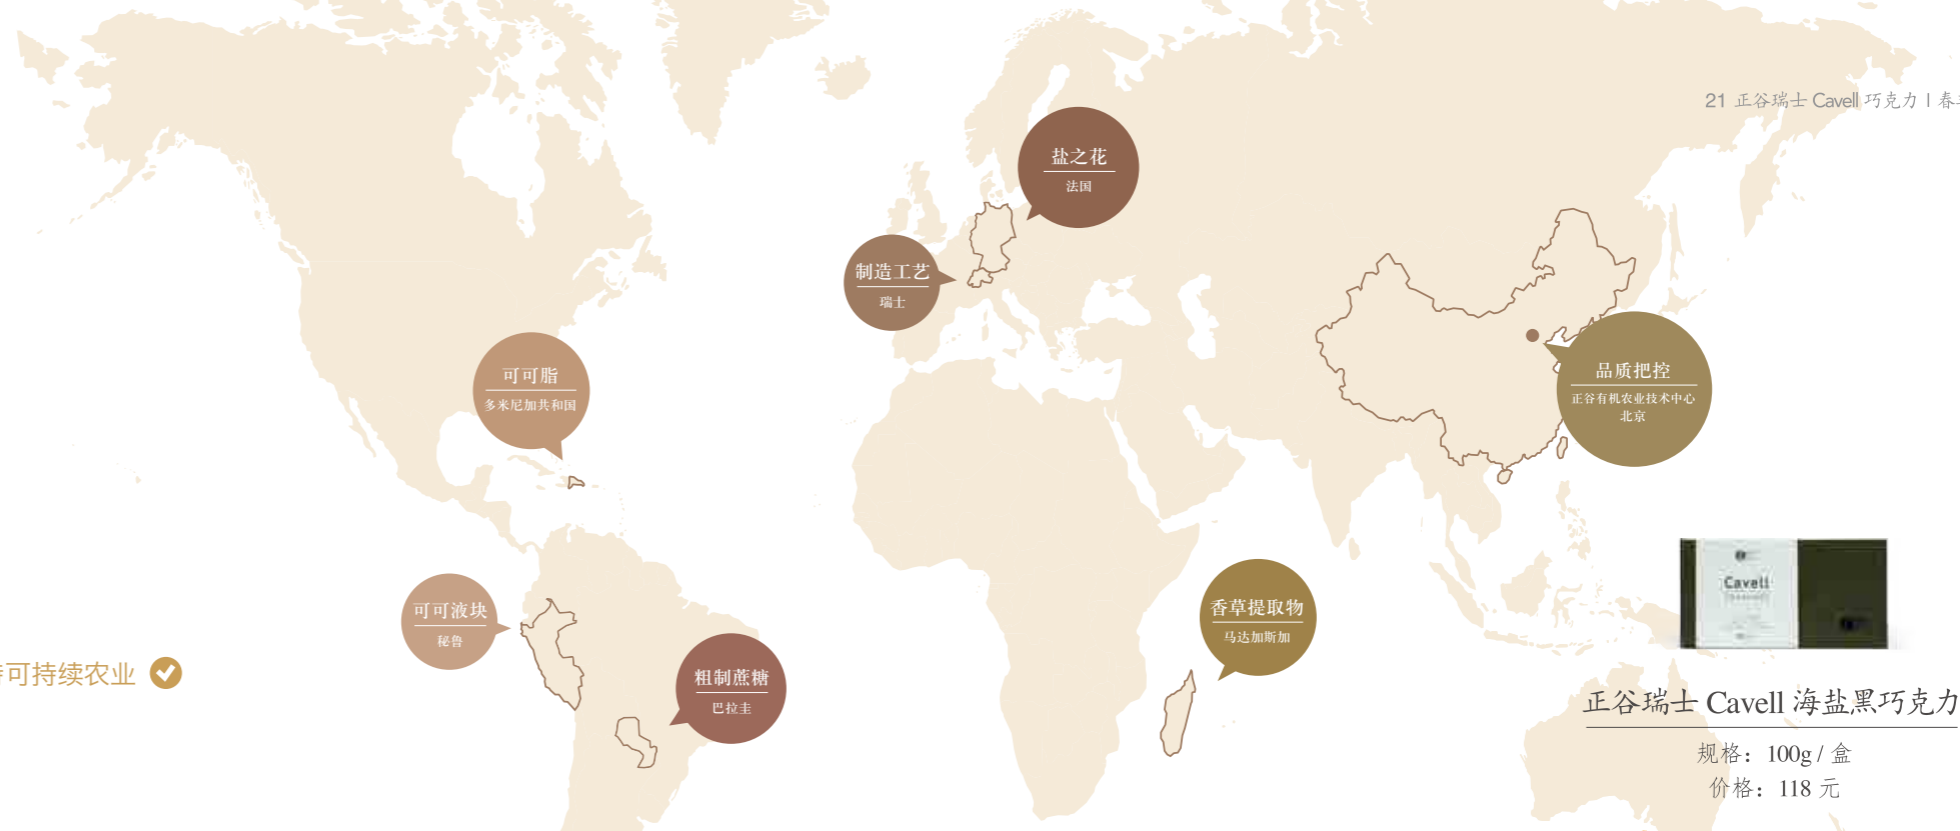 21 正谷瑞士 Cavell 巧克力 | 春
盐之花
法国
制造工艺
瑞士
可可脂
多米尼加共和国
品质把控
正谷有机农业技术中心
北京
可可液块
秘鲁
香草提取物
马达加斯加
粗制蔗糖
巴拉圭
可持续农业
Cavell
正谷瑞士 Cavell 海盐黑巧克力
规格：100g / 盒
价格：118 元